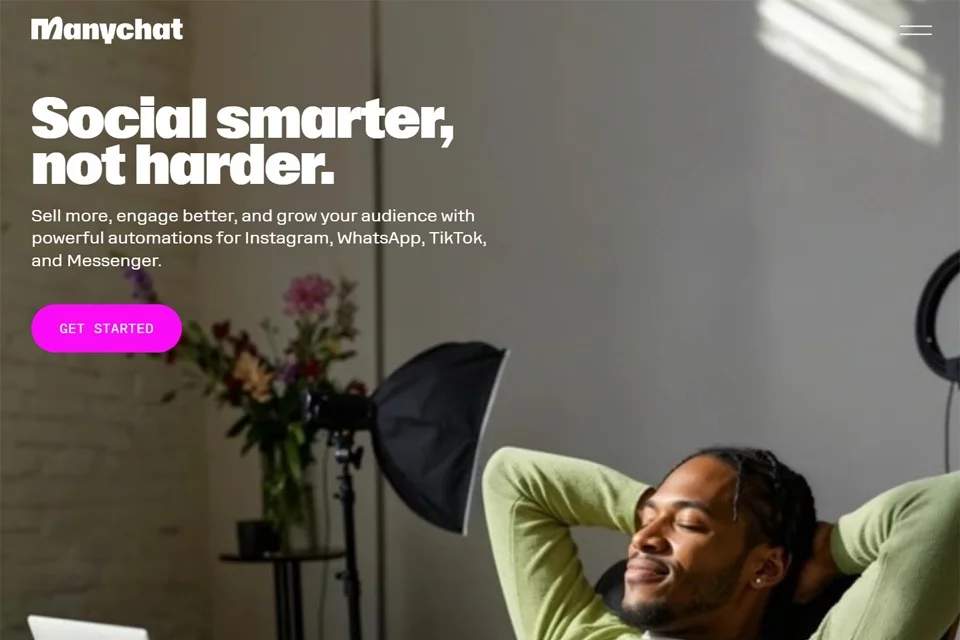 Manychat
Social smarter,
not harder.
Sell more, engage better, and grow your audience with
powerful automations for Instagram, WhatsApp, TikTok,
and Messenger.
GET STARTED